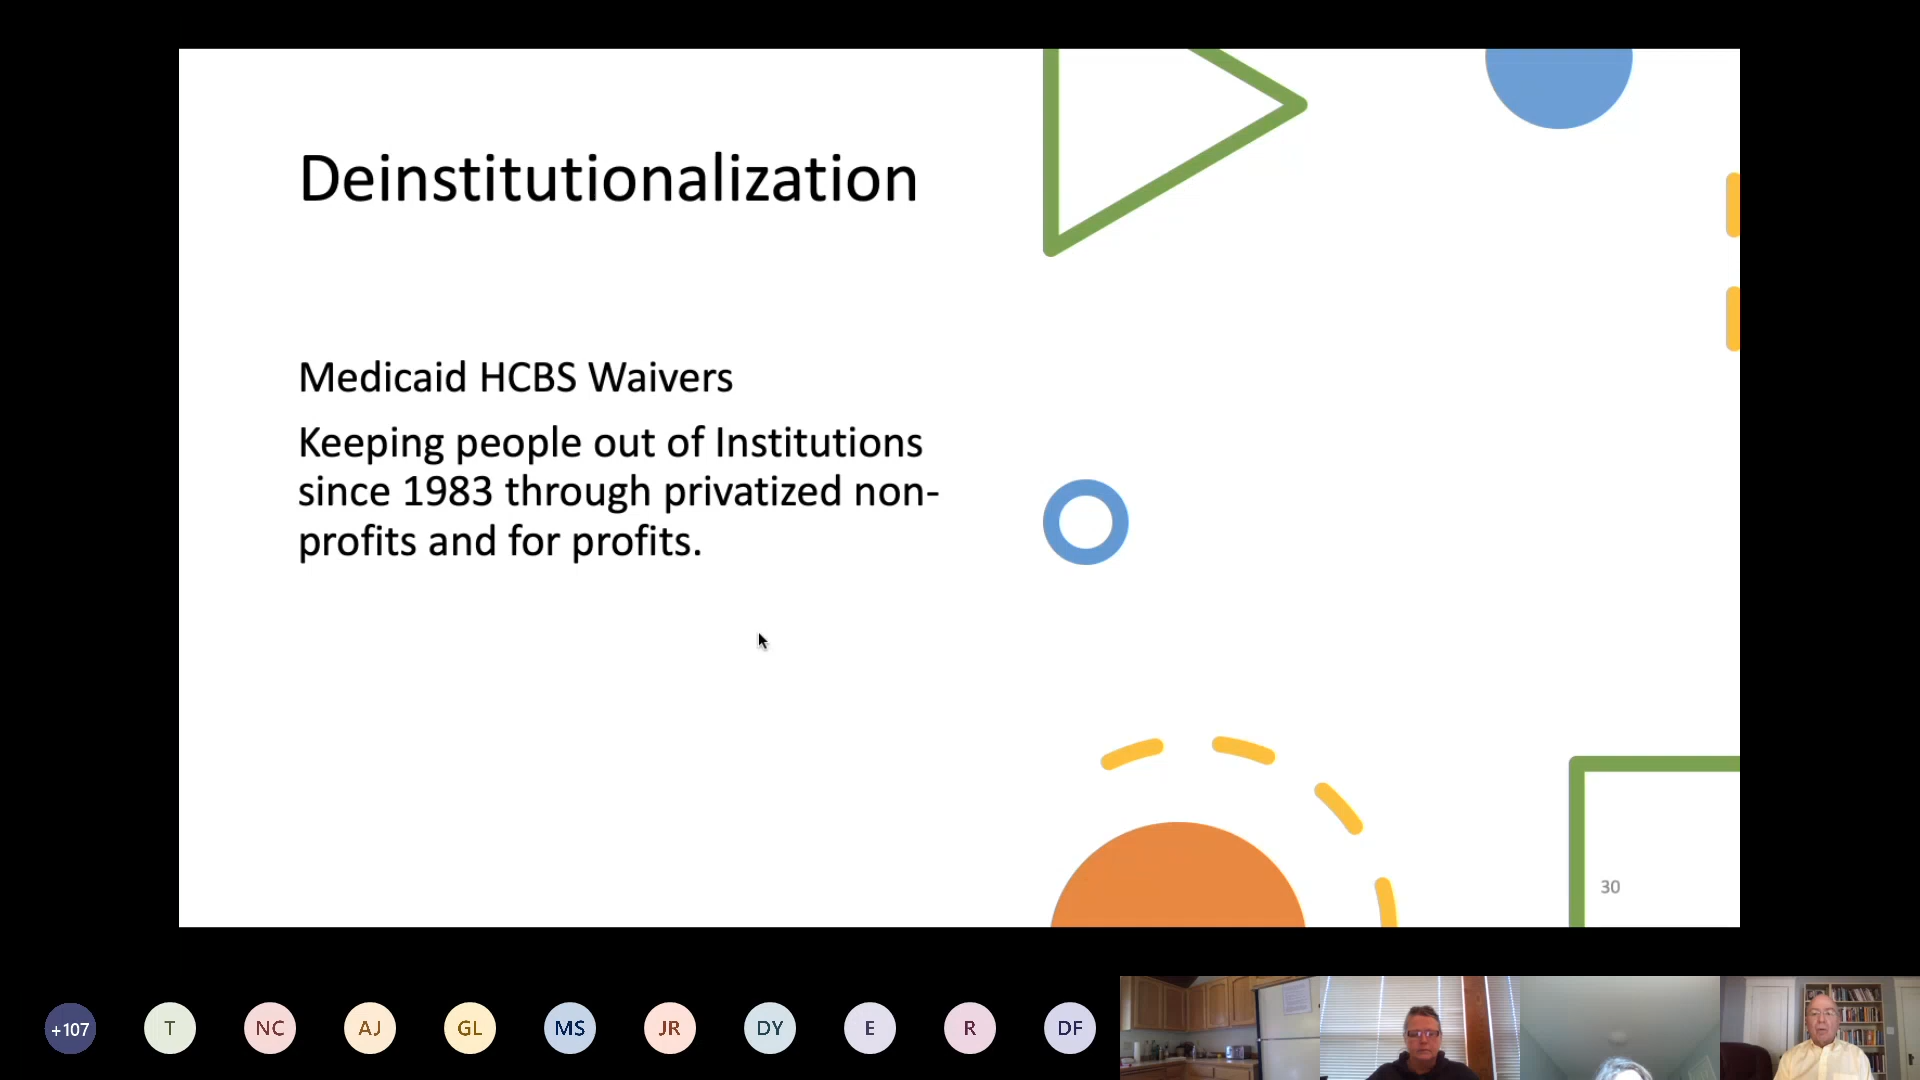 Deinstitutionalization
Medicaid HCBS Waivers
Keeping people out of Institutions
since 1983 through privatized non-
profits and for profits.
30
+107
T
NC
AJ
GL
MS
JR
DY
E
R
DF